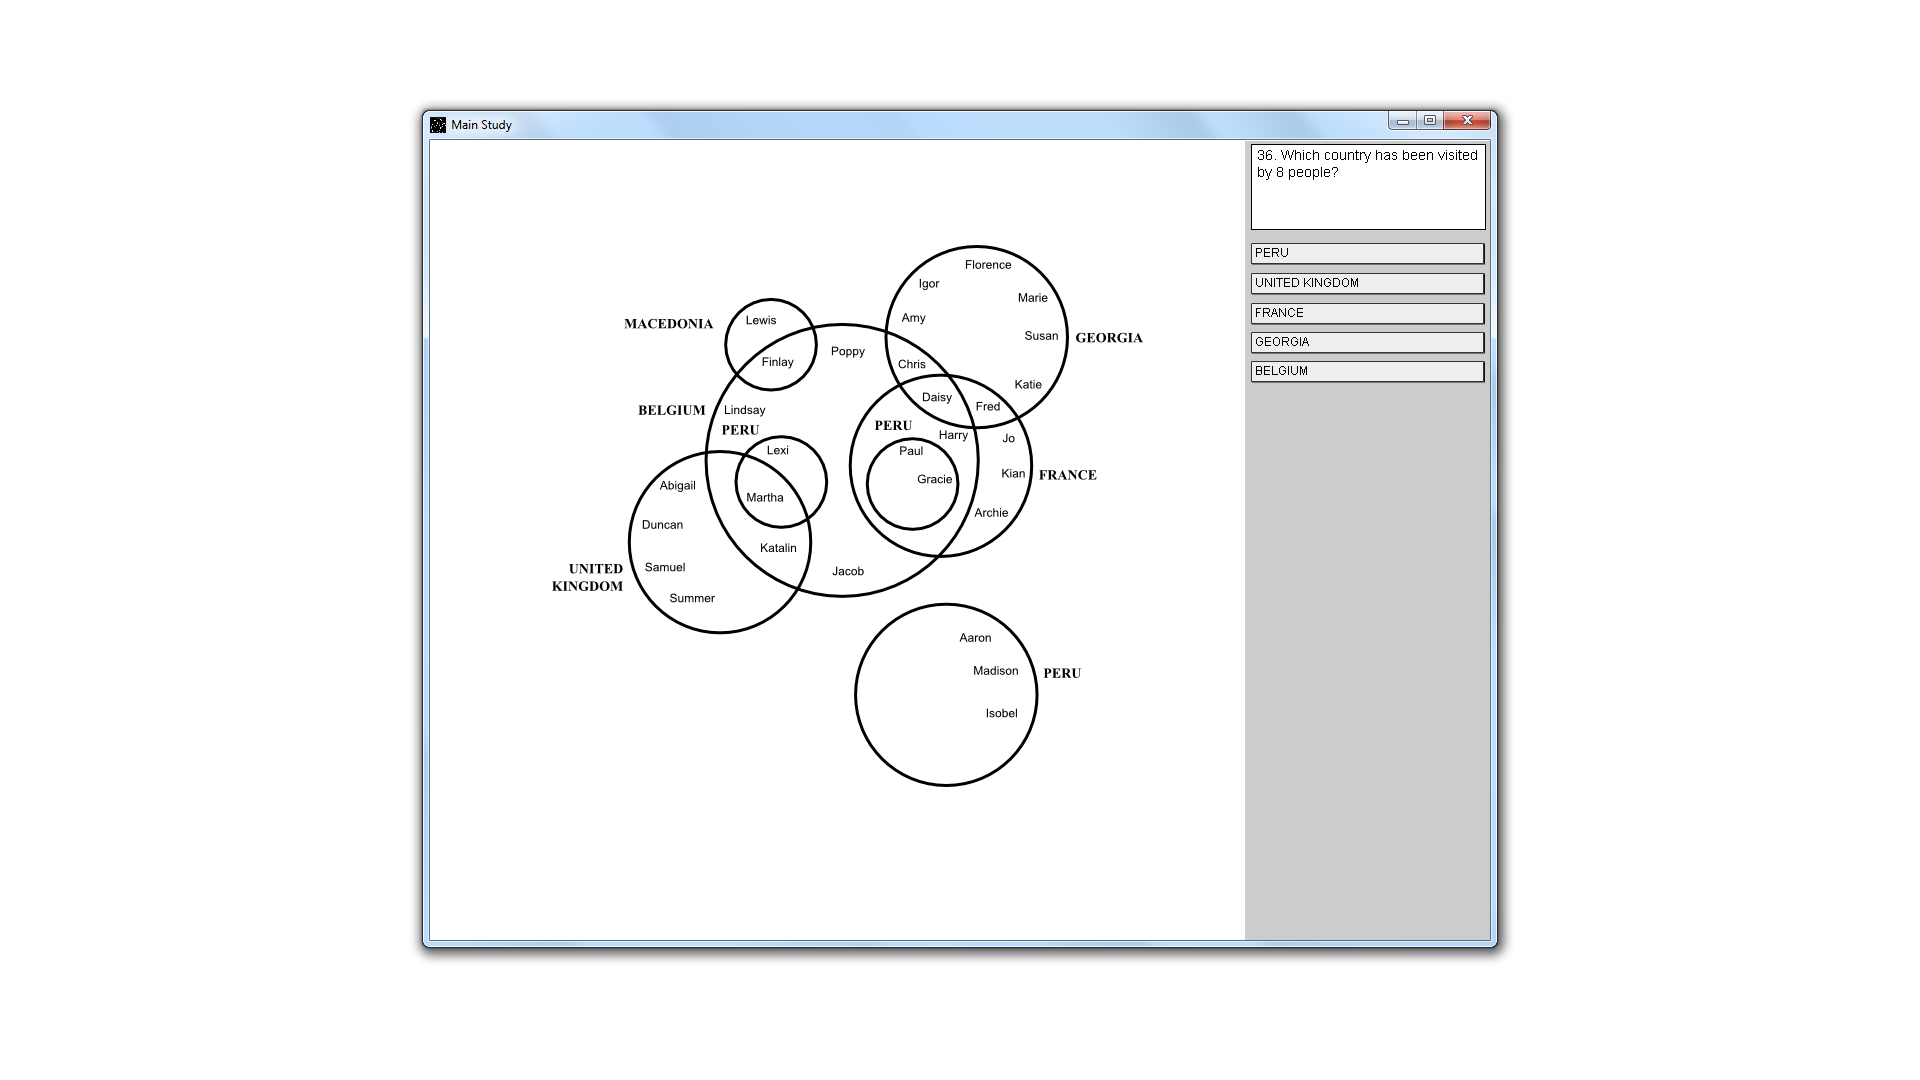 Main Study
36. Which country has been visited
by 8 people?
PERU
UNITED KINGDOM
FRANCE
GEORGIA
BELGIUM
Florence
Igor
Marie
Amy
Susan
GEORGIA
Katie
MACEDONIA
Lewis
Finlay
Poppy
Chris
Daisy
Fred
BELGIUM
Lindsay
PERU
Lexi
Martha
PERU
Harry
Paul
Gracie
Jo
Kian
FRANCE
Archie
Abigail
Duncan
Samuel
Summer
Katalin
Jacob
UNITED
KINGDOM
Aaron
Madison
PERU
Isobel